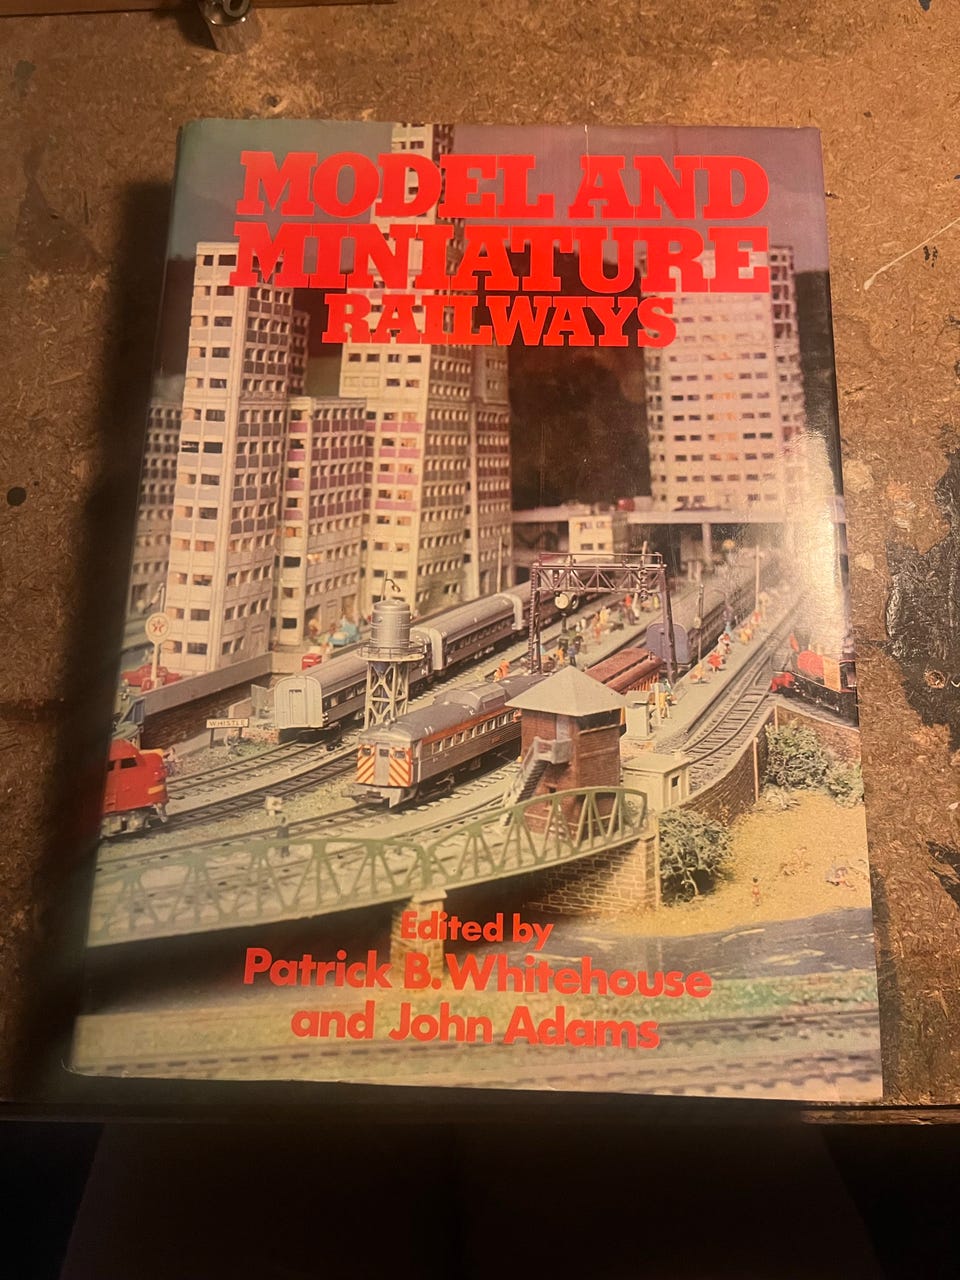 MODEL AND
MINIATURE
RAILWAYS
WHISTLE
Edited by
Patrick B. Whitehouse
and John Adams